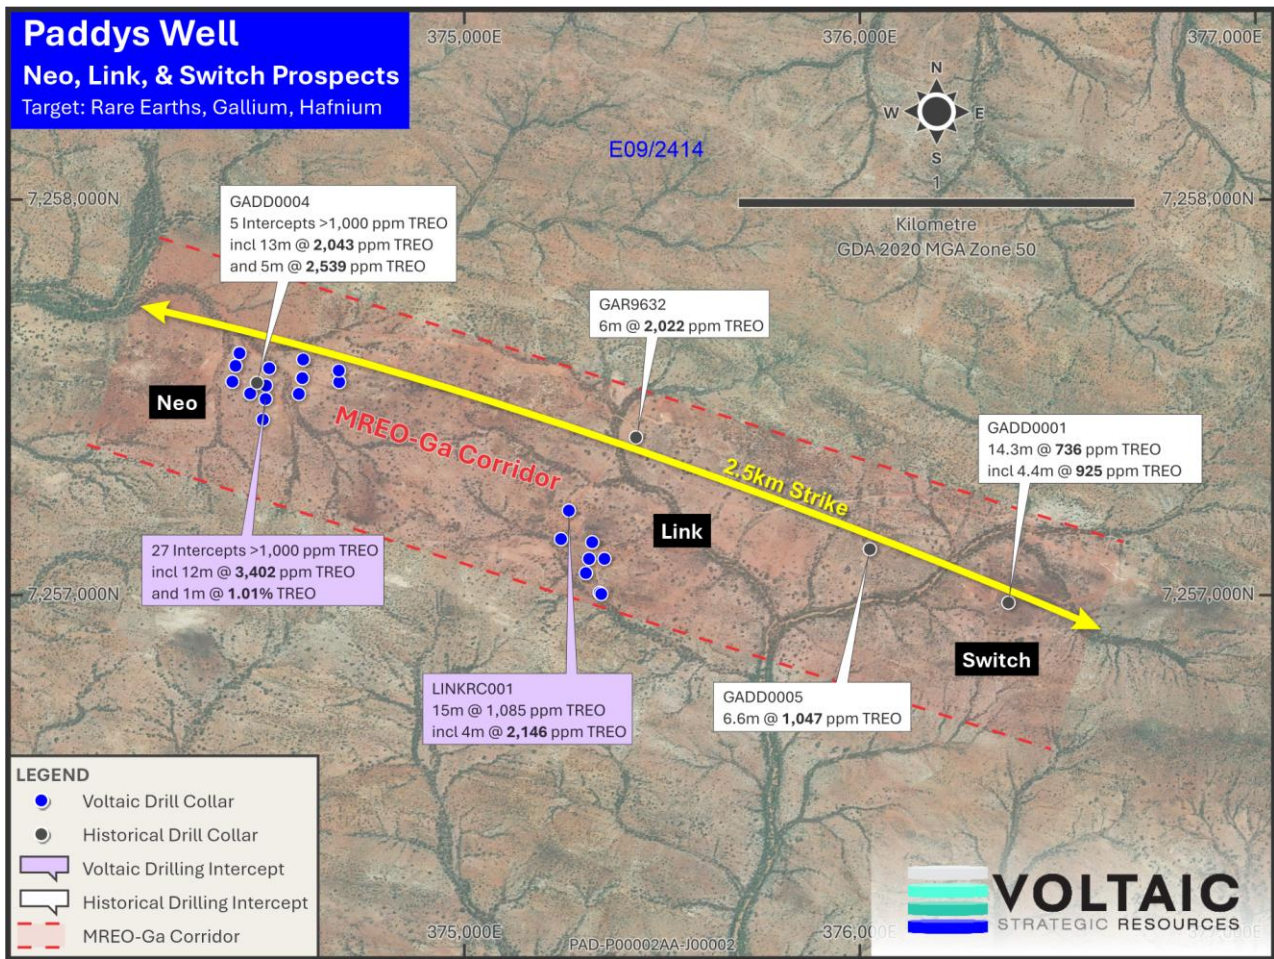 Paddys Well
Neo, Link, & Switch Prospects
Target: Rare Earths, Gallium, Hafnium
375,000E
376,000E
377,000E
N
W
E
S
E09/2414
7,258,000N
7,258,000N
1
Kilometre
GDA 2020 MGA Zone 50
GADD0004
5 Intercepts >1,000 ppm TREO
incl 13m @ 2,043 ppm TREO
and 5m @ 2,539 ppm TREO
GAR9632
6m @ 2,022 ppm TREO
Neo
MREO-Ga Corridor
2.5km Strike
GADD0001
14.3m @ 736 ppm TREO
incl 4.4m @ 925 ppm TREO
Link
27 Intercepts >1,000 ppm TREO
incl 12m @ 3,402 ppm TREO
and 1m @ 1.01% TREO
7,257,000N
7,257,000N
Switch
LINKRC001
15m @ 1,085 ppm TREO
incl 4m @ 2,146 ppm TREO
GADD0005
6.6m @ 1,047 ppm TREO
LEGEND
Voltaic Drill Collar
Historical Drill Collar
Voltaic Drilling Intercept
Historical Drilling Intercept
MREO-Ga Corridor
375,000E
PAD-P00002AA-J00002
VOLTAIC
STRATEGIC RESOURCES